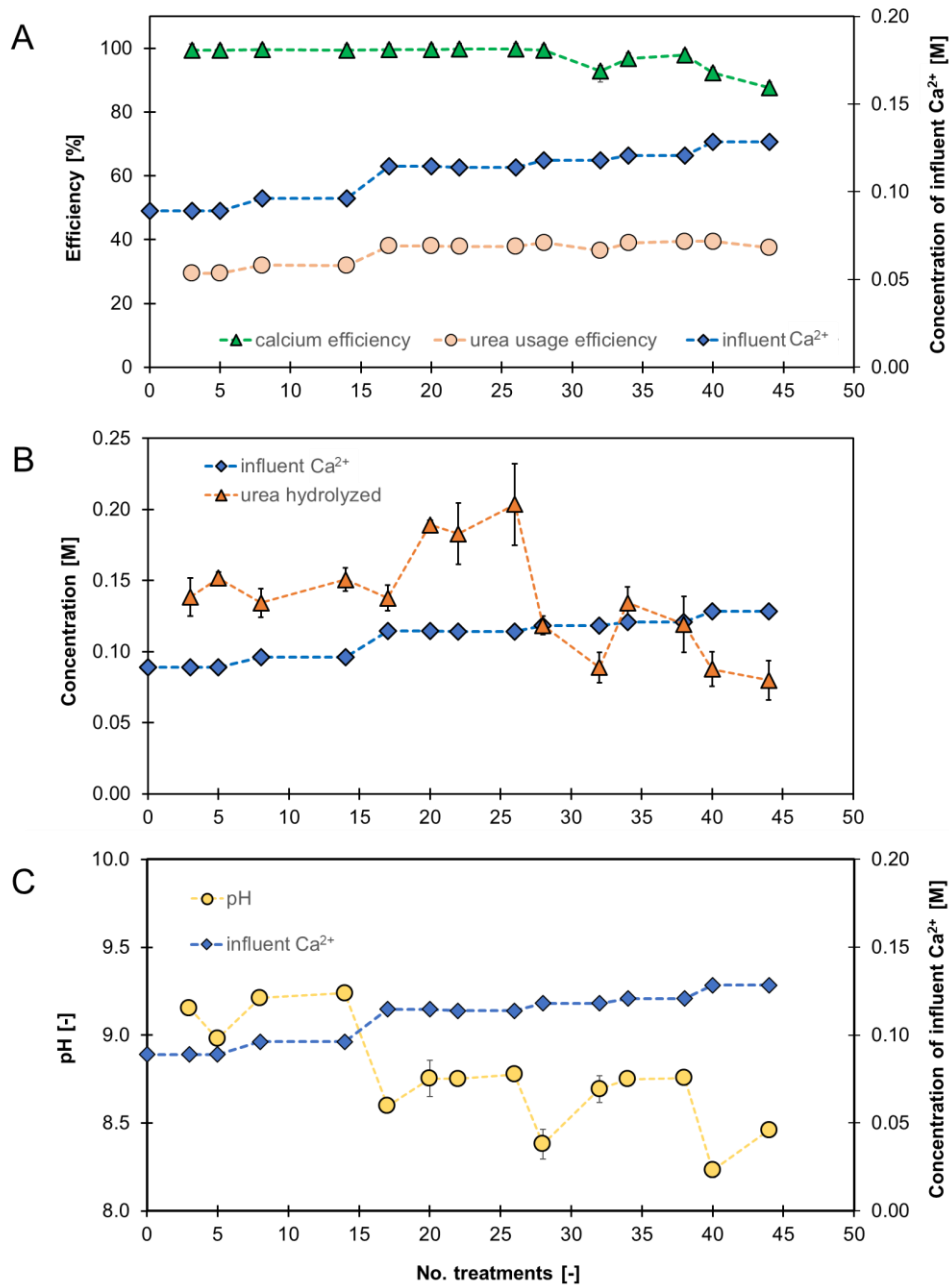 A
Efficiency [%]
100
80
60
40
20
0
0 5 10 15 20 25 30 35 40 45 50
0.20
0.15
0.10
0.05
0.00
Concentration of influent Ca²⁺ [M]
calcium efficiency
urea usage efficiency
influent Ca²⁺
B
Concentration [M]
0.25
0.20
0.15
0.10
0.05
0.00
0 5 10 15 20 25 30 35 40 45 50
influent Ca²⁺
urea hydrolyzed
C
pH [-]
10.0
9.5
9.0
8.5
8.0
0 5 10 15 20 25 30 35 40 45 50
0.20
0.15
0.10
0.05
0.00
Concentration of influent Ca²⁺ [M]
pH
influent Ca²⁺
No. treatments [-]